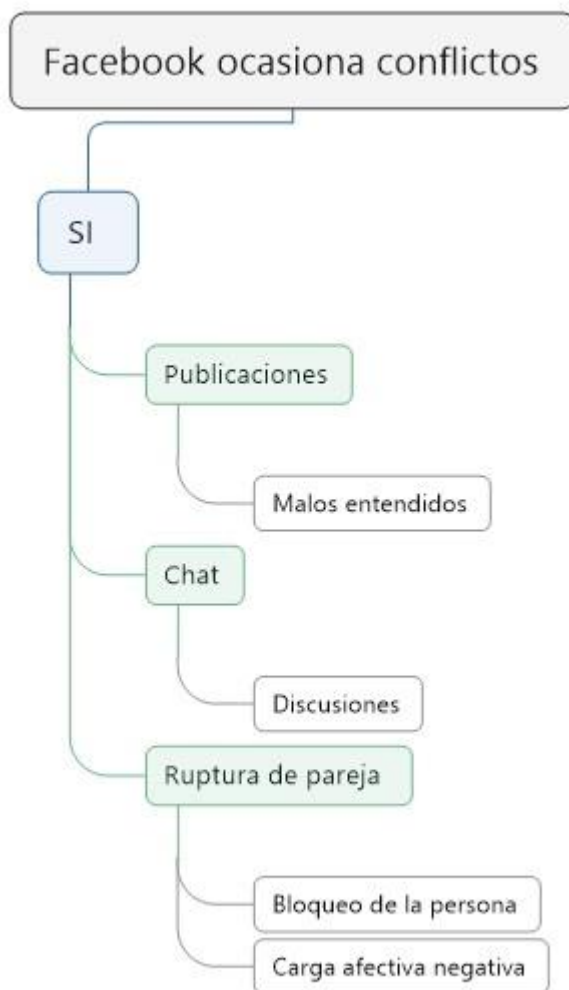 Facebook ocasiona conflictos
SI
Publicaciones
Malos entendidos
Chat
Discusiones
Ruptura de pareja
Bloqueo de la persona
Carga afectiva negativa